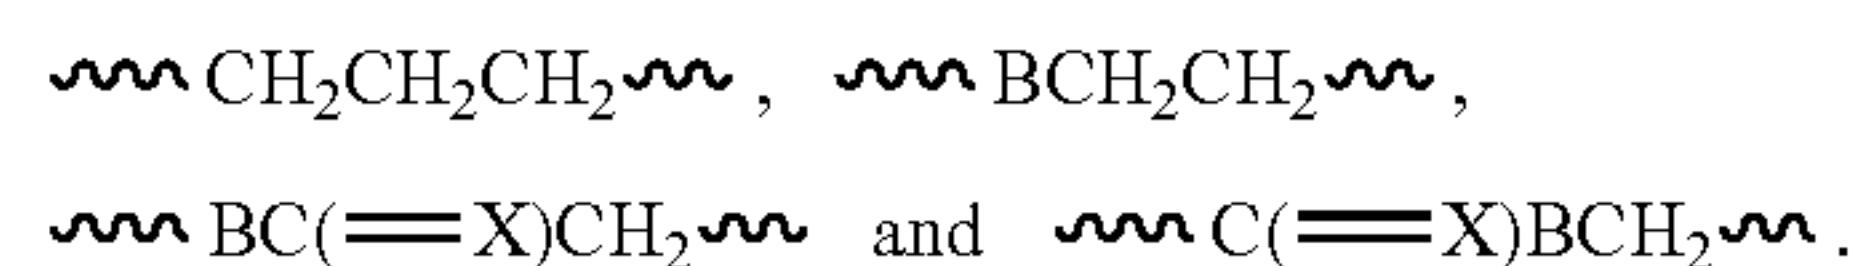 CH₂CH₂CH₂ , BCH₂CH₂ ,
BC(=X)CH₂ and C(=X)BCH₂ .